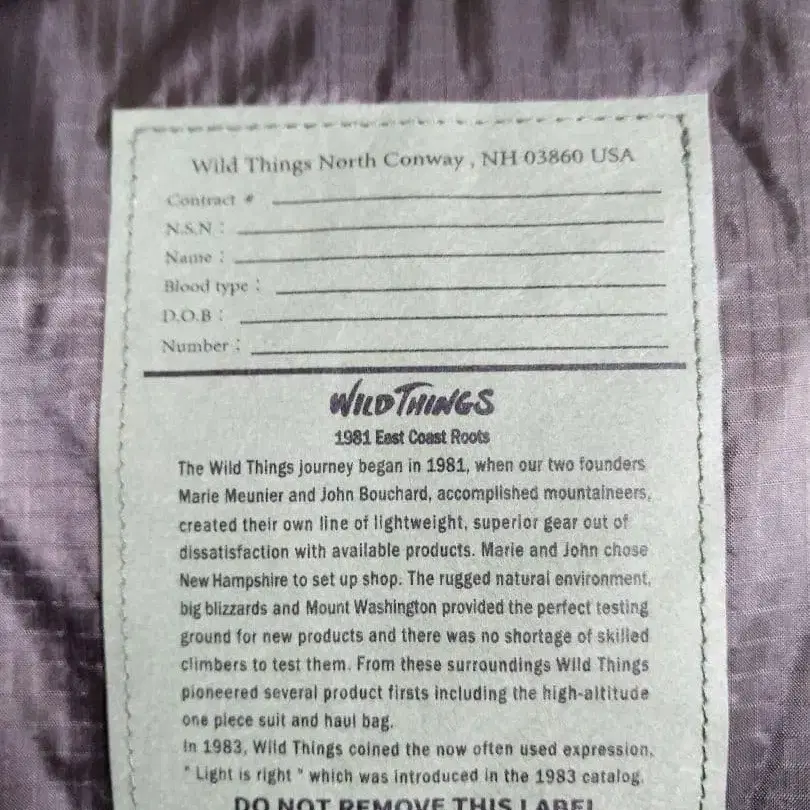 Wild Things North Conway , NH 03860 USA
Contract #
N.S.N :
Name :
Blood type :
D.O.B :
Number :
WILDTHINGS
1981 East Coast Roots
The Wild Things journey began in 1981, when our two founders
Marie Meunier and John Bouchard, accomplished mountaineers,
created their own line of lightweight, superior gear out of
dissatisfaction with available products. Marie and John chose
New Hampshire to set up shop. The rugged natural environment,
big blizzards and Mount Washington provided the perfect testing
ground for new products and there was no shortage of skilled
climbers to test them. From these surroundings Wild Things
pioneered several product firsts including the high-altitude
one piece suit and haul bag.
In 1983, Wild Things coined the now often used expression,
" Light is right " which was introduced in the 1983 catalog.
DO NOT REMOVE THIS LABEL